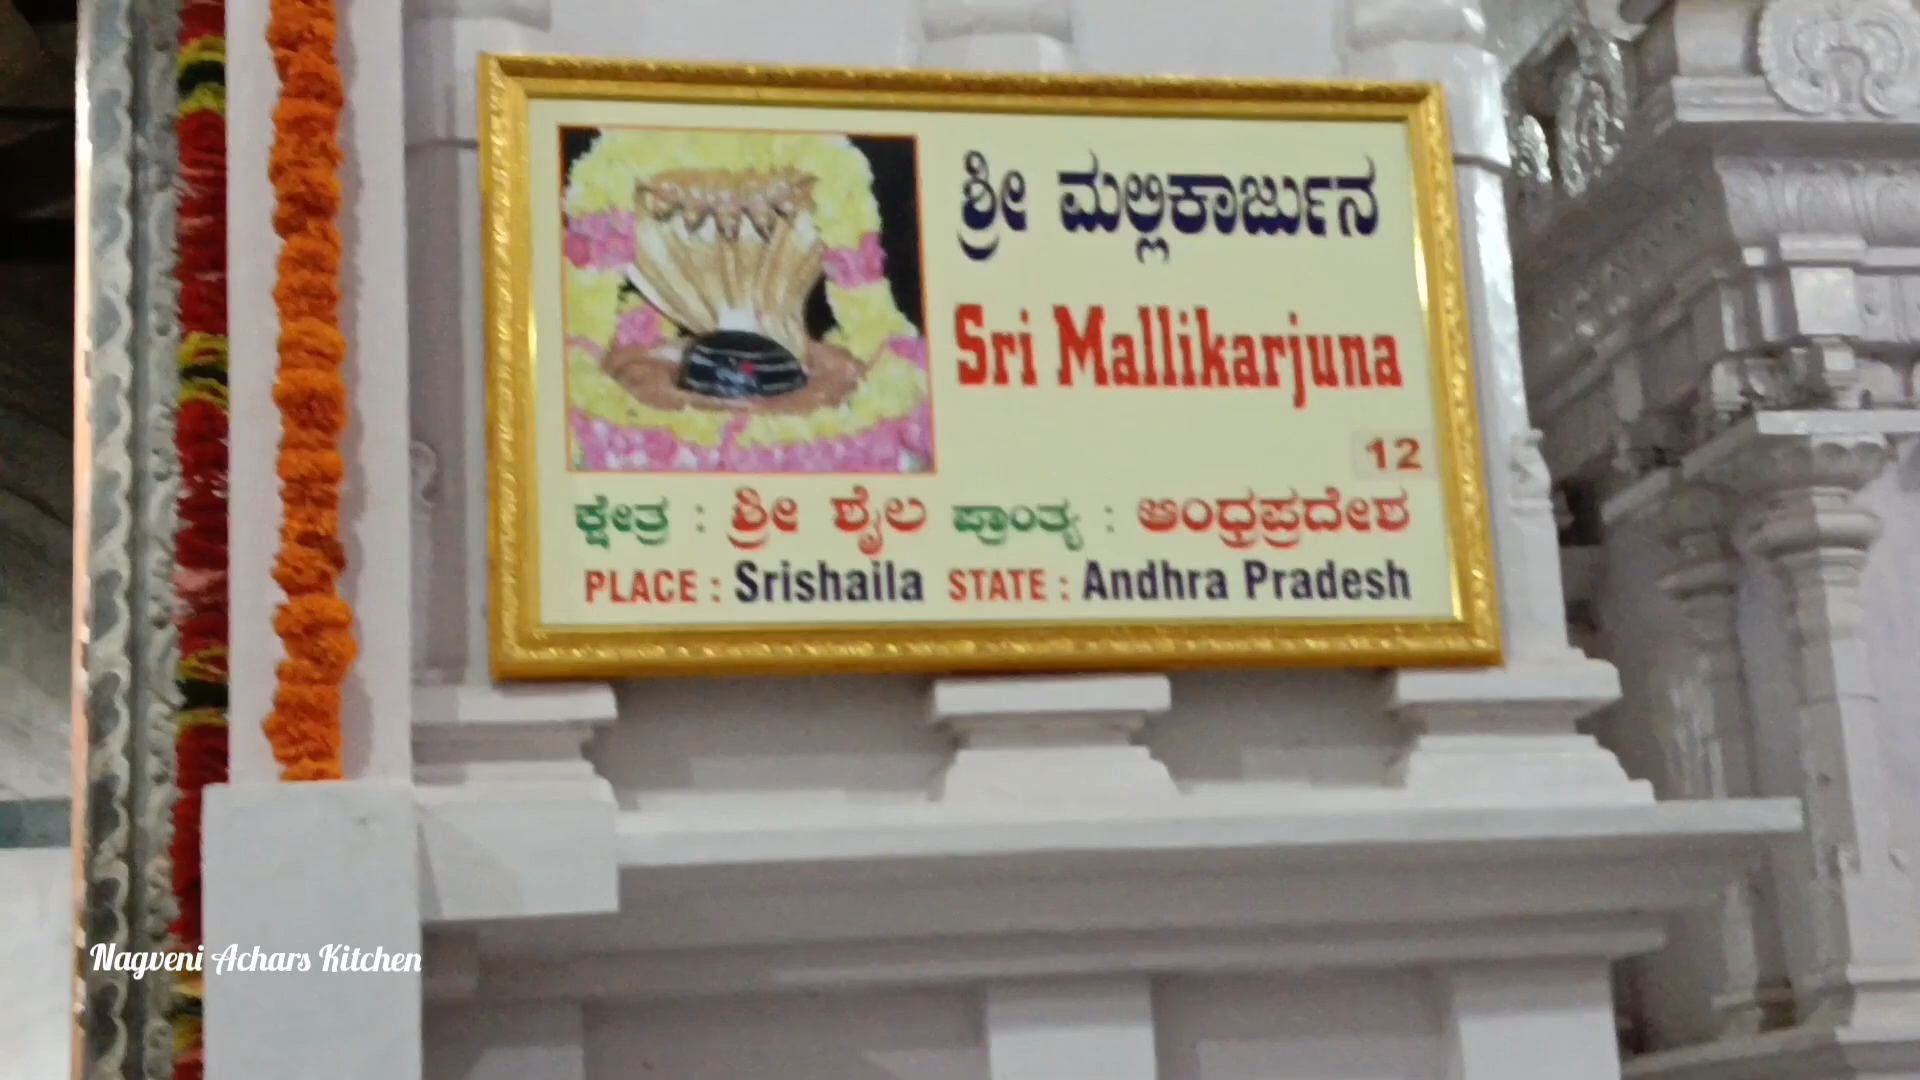 ಶ್ರೀ ಮಲ್ಲಿಕಾರ್ಜುನ
Sri Mallikarjuna
12
ಕ್ಷೇತ್ರ : ಶ್ರೀ ಶೈಲ ಪ್ರಾಂತ್ಯ : ಆಂಧ್ರಪ್ರದೇಶ
PLACE : Srishaila STATE : Andhra Pradesh
Nagveni Achars Kitchen